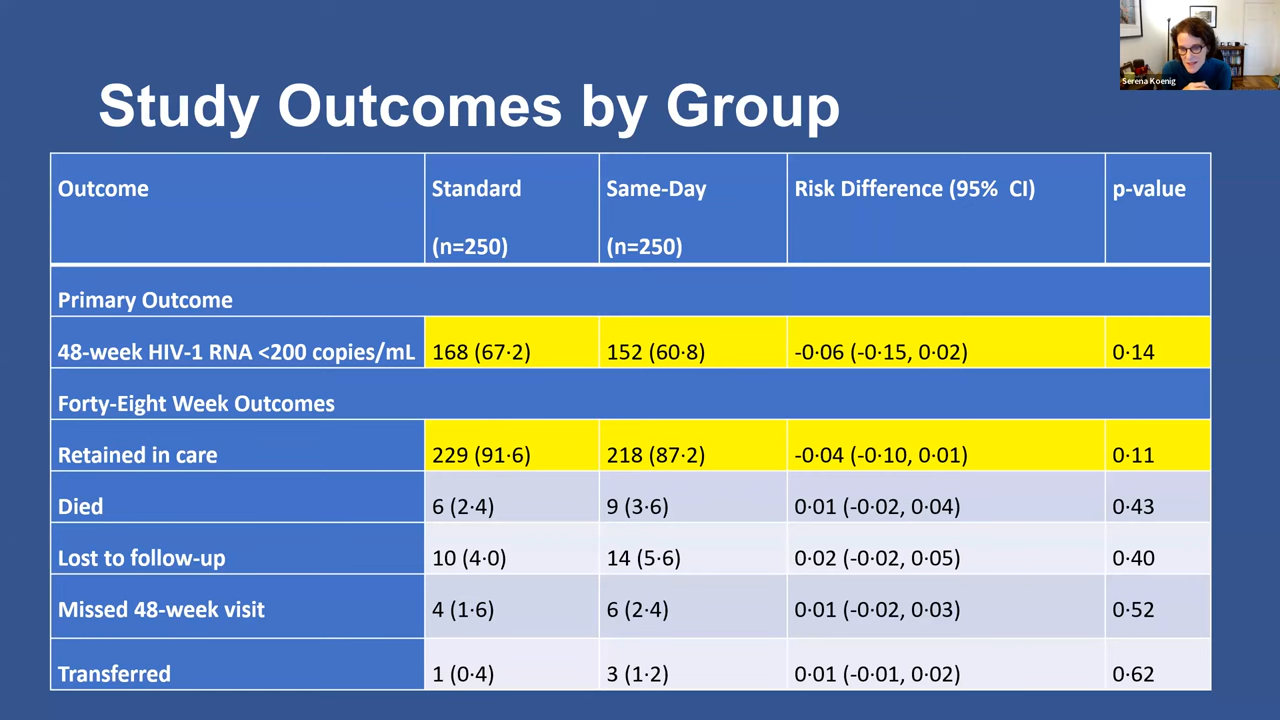 Serena Koenig
Study Outcomes by Group
Outcome Standard (n=250) Same-Day (n=250) Risk Difference (95% CI) p-value
Primary Outcome
48-week HIV-1 RNA <200 copies/mL 168 (67·2) 152 (60·8) -0·06 (-0·15, 0·02) 0·14
Forty-Eight Week Outcomes
Retained in care 229 (91·6) 218 (87·2) -0·04 (-0·10, 0·01) 0·11
Died 6 (2·4) 9 (3·6) 0·01 (-0·02, 0·04) 0·43
Lost to follow-up 10 (4·0) 14 (5·6) 0·02 (-0·02, 0·05) 0·40
Missed 48-week visit 4 (1·6) 6 (2·4) 0·01 (-0·02, 0·03) 0·52
Transferred 1 (0·4) 3 (1·2) 0·01 (-0·01, 0·02) 0·62